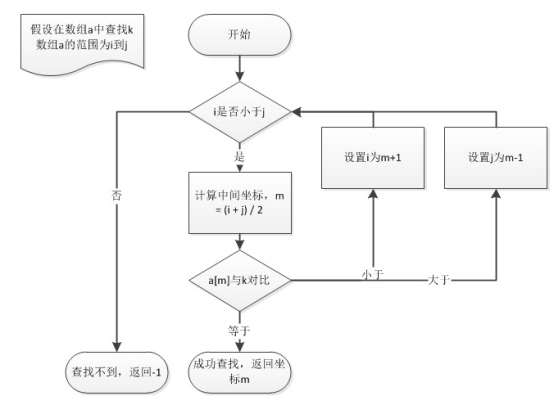 假设在数组a中查找k
数组a的范围为i到j
开始
i是否小于j
是
否
设置i为m+1
设置j为m-1
计算中间坐标，m
= (i + j) / 2
a[m]与k对比
小于
大于
等于
查找不到，返回-1
成功查找，返回坐
标m